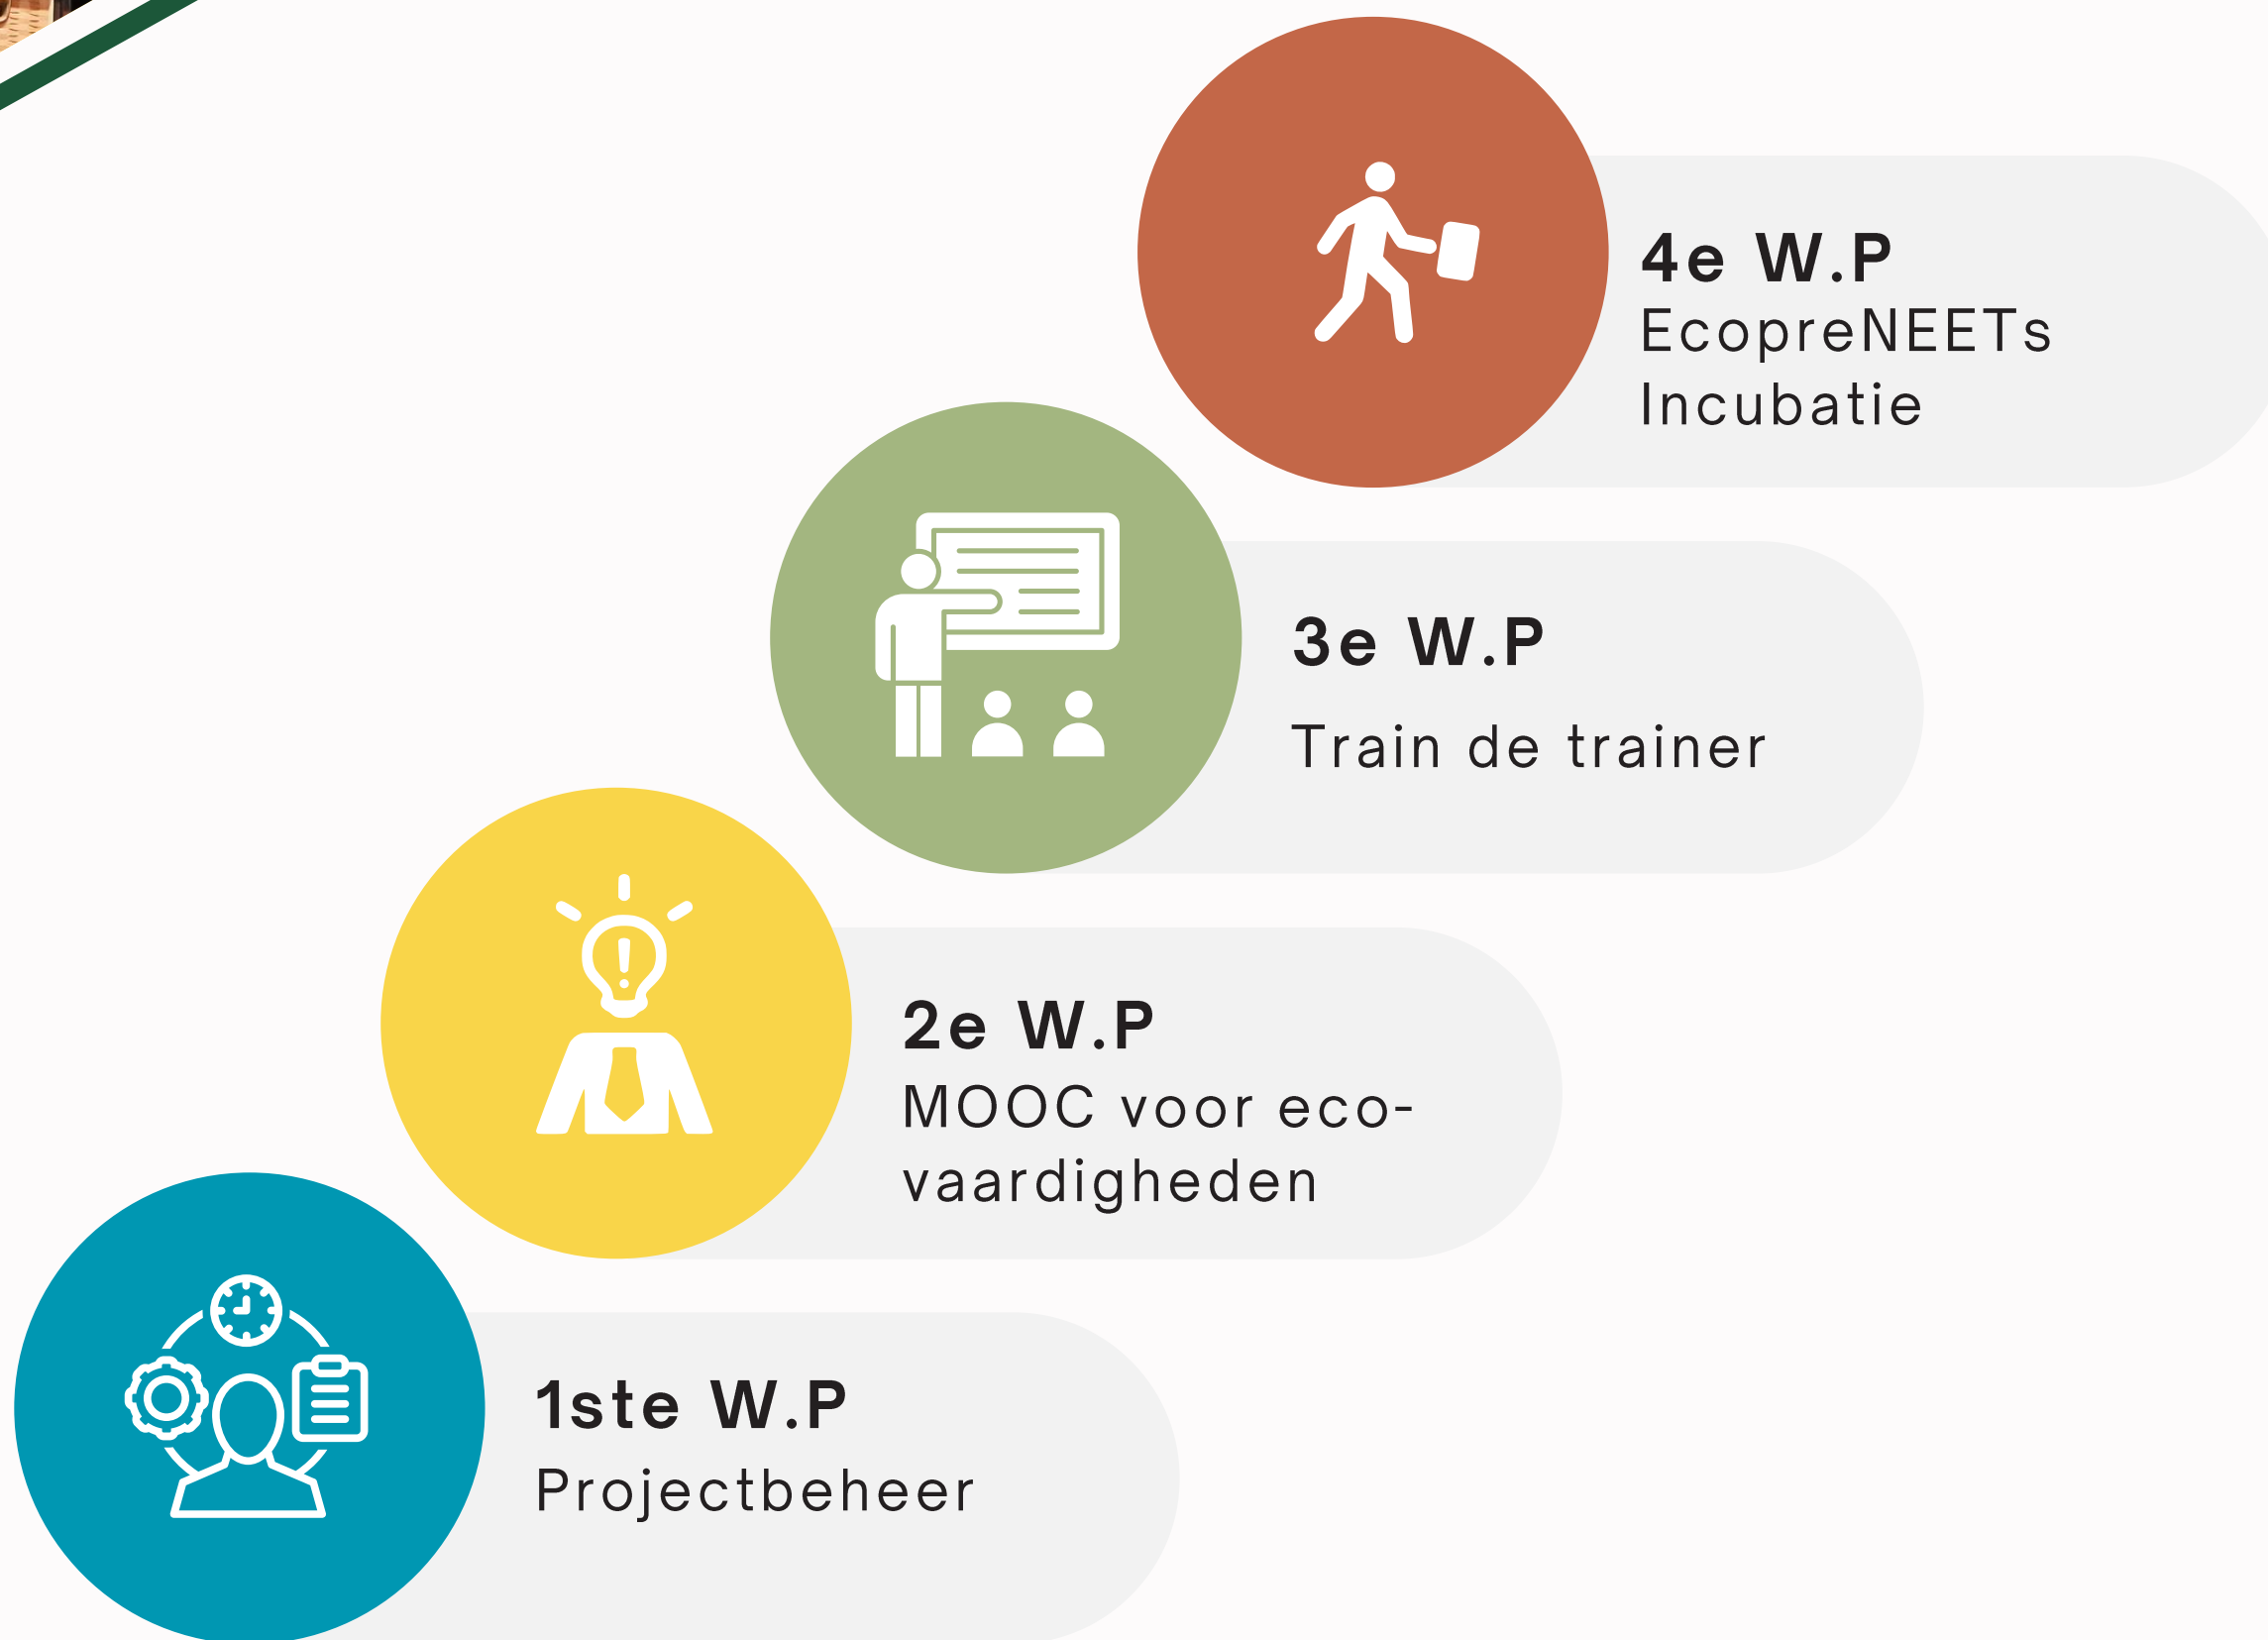 4e W.P
EcopreNEETs
Incubatie
3e W.P
Train de trainer
2e W.P
MOOC voor eco-
vaardigheden
1ste W.P
Projectbeheer